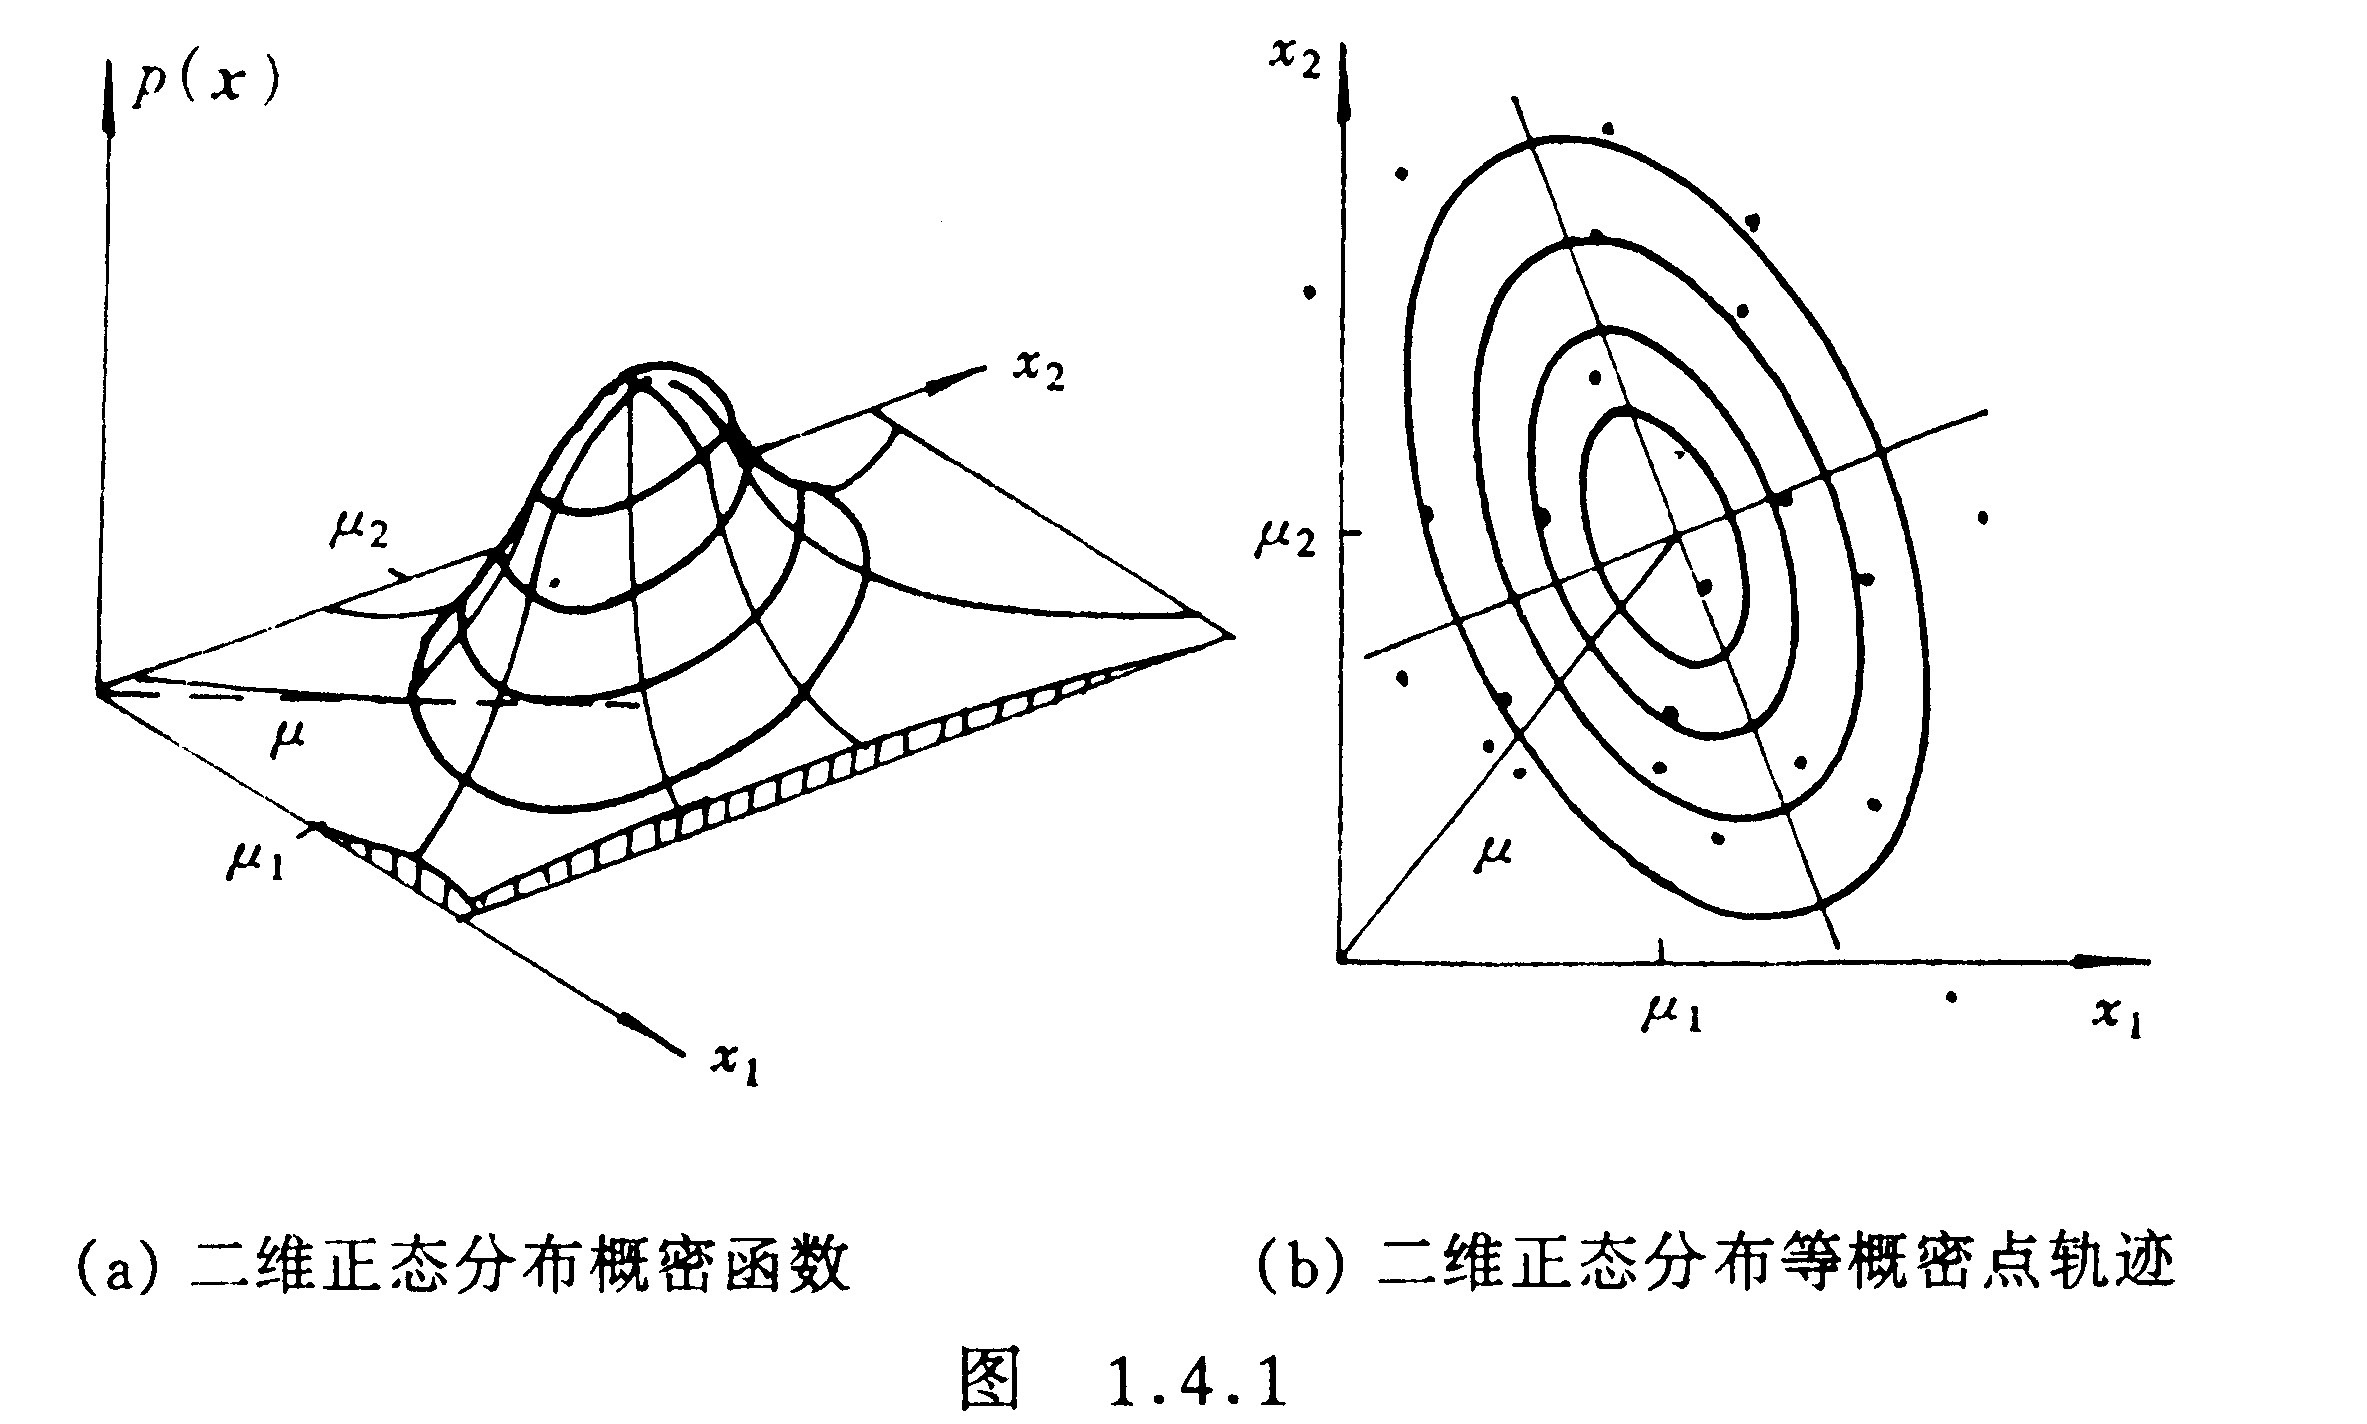 p(x)
x2
μ2
μ
μ1
x1
x2
μ2
μ
μ1
x1
(a) 二维正态分布概密函数
(b) 二维正态分布等概密点轨迹
图 1.4.1